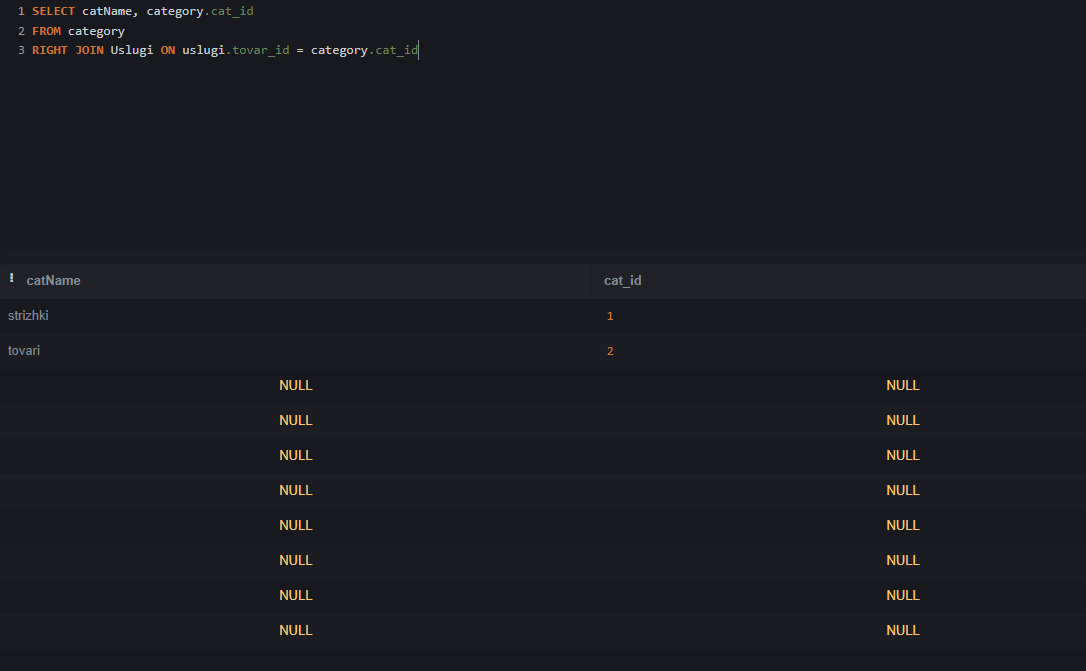 1 SELECT catName, category.cat_id
2 FROM category
3 RIGHT JOIN Uslugi ON uslugi.tovar_id = category.cat_id
catName cat_id
strizhki 1
tovari 2
NULL NULL
NULL NULL
NULL NULL
NULL NULL
NULL NULL
NULL NULL
NULL NULL
NULL NULL